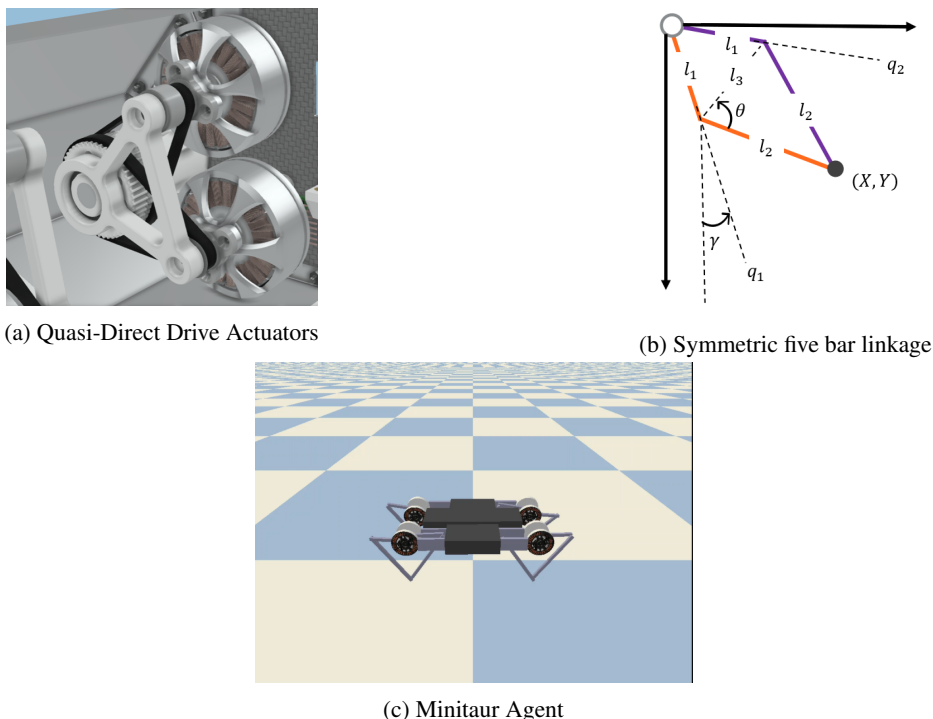 l₁
q₂
l₁
l₃
θ
l₂
l₂
(X, Y)
γ
q₁
(a) Quasi-Direct Drive Actuators
(b) Symmetric five bar linkage
(c) Minitaur Agent